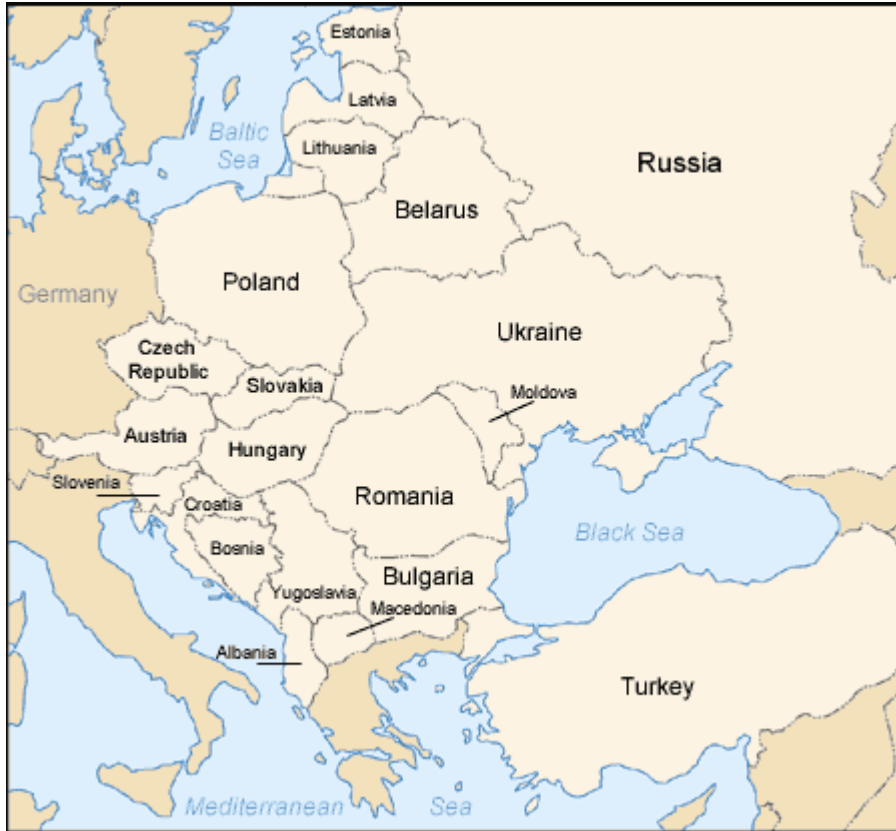 Estonia
Latvia
Baltic
Sea
Lithuania
Russia
Belarus
Poland
Germany
Ukraine
Czech
Republic
Slovakia
Moldova
Austria
Hungary
Slovenia
Croatia
Romania
Black Sea
Bosnia
Bulgaria
Yugoslavia
Macedonia
Albania
Turkey
Mediterranean Sea